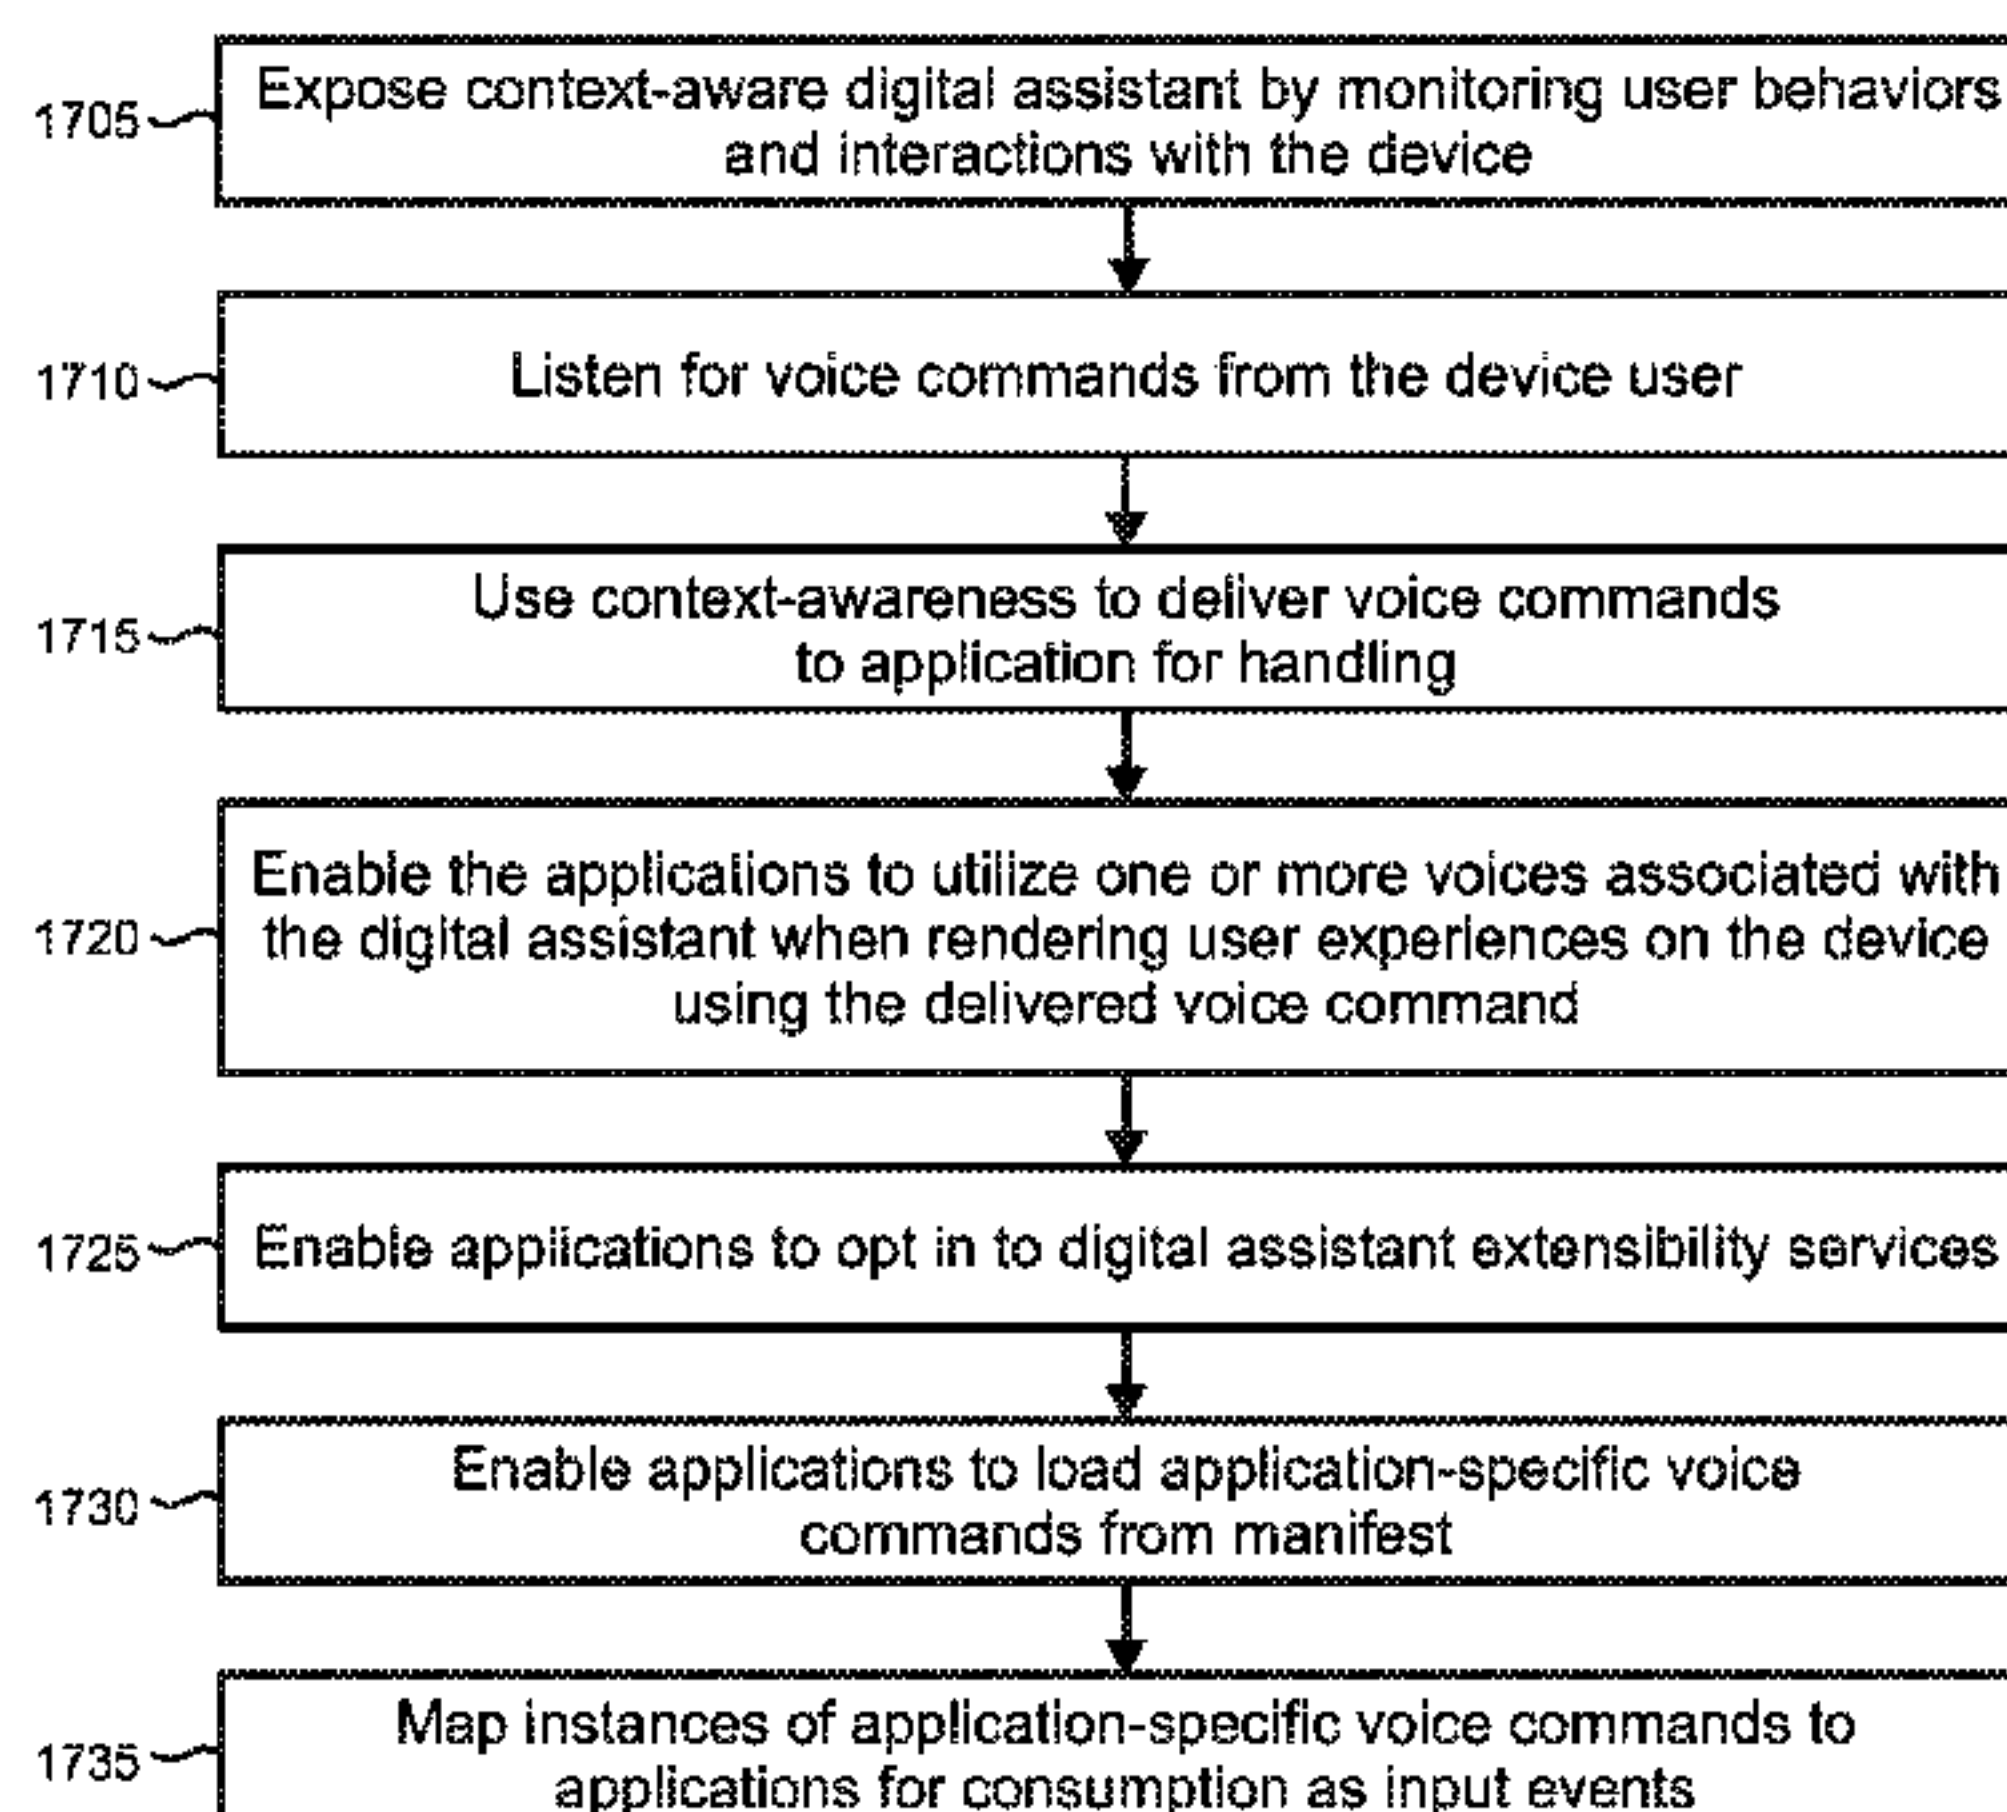 1705
Expose context-aware digital assistant by monitoring user behaviors
and interactions with the device
1710
Listen for voice commands from the device user
1715
Use context-awareness to deliver voice commands
to application for handling
1720
Enable the applications to utilize one or more voices associated with
the digital assistant when rendering user experiences on the device
using the delivered voice command
1725
Enable applications to opt in to digital assistant extensibility services
1730
Enable applications to load application-specific voice
commands from manifest
1735
Map instances of application-specific voice commands to
applications for consumption as input events